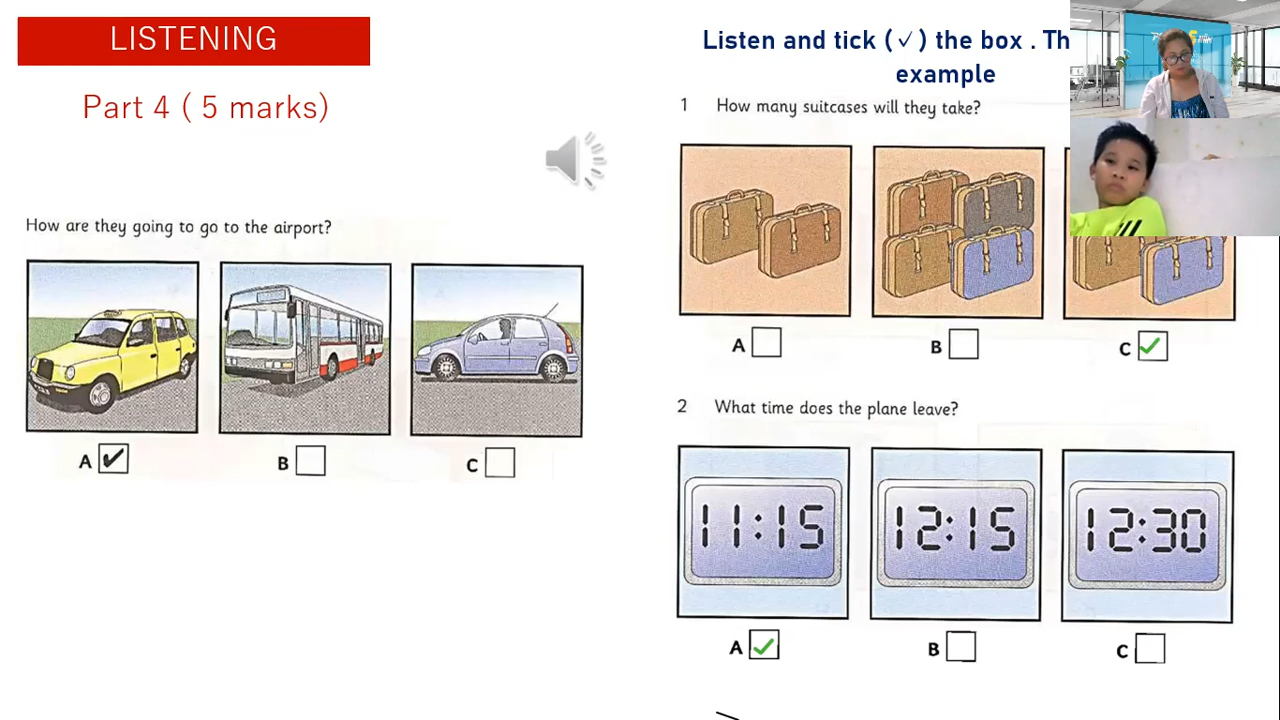 LISTENING
Part 4 ( 5 marks)
How are they going to go to the airport?
A ✔
B
C
Listen and tick (✓) the box . Th
example
1 How many suitcases will they take?
A
B
C ✓
2 What time does the plane leave?
11:15
12:15
12:30
A ✓
B
C